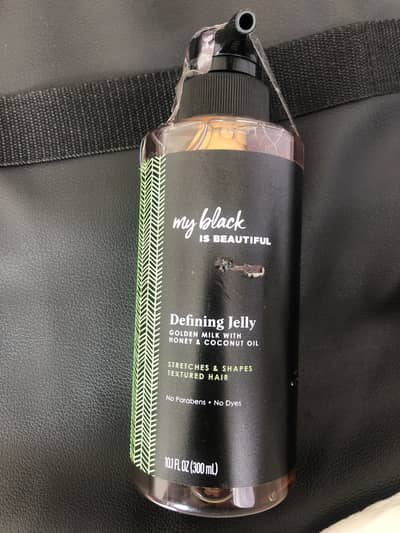 my black
IS BEAUTIFUL
Defining Jelly
GOLDEN MILK WITH
HONEY & COCONUT OIL
STRETCHES & SHAPES
TEXTURED HAIR
No Parabens • No Dyes
10.1 FL OZ (300 mL)